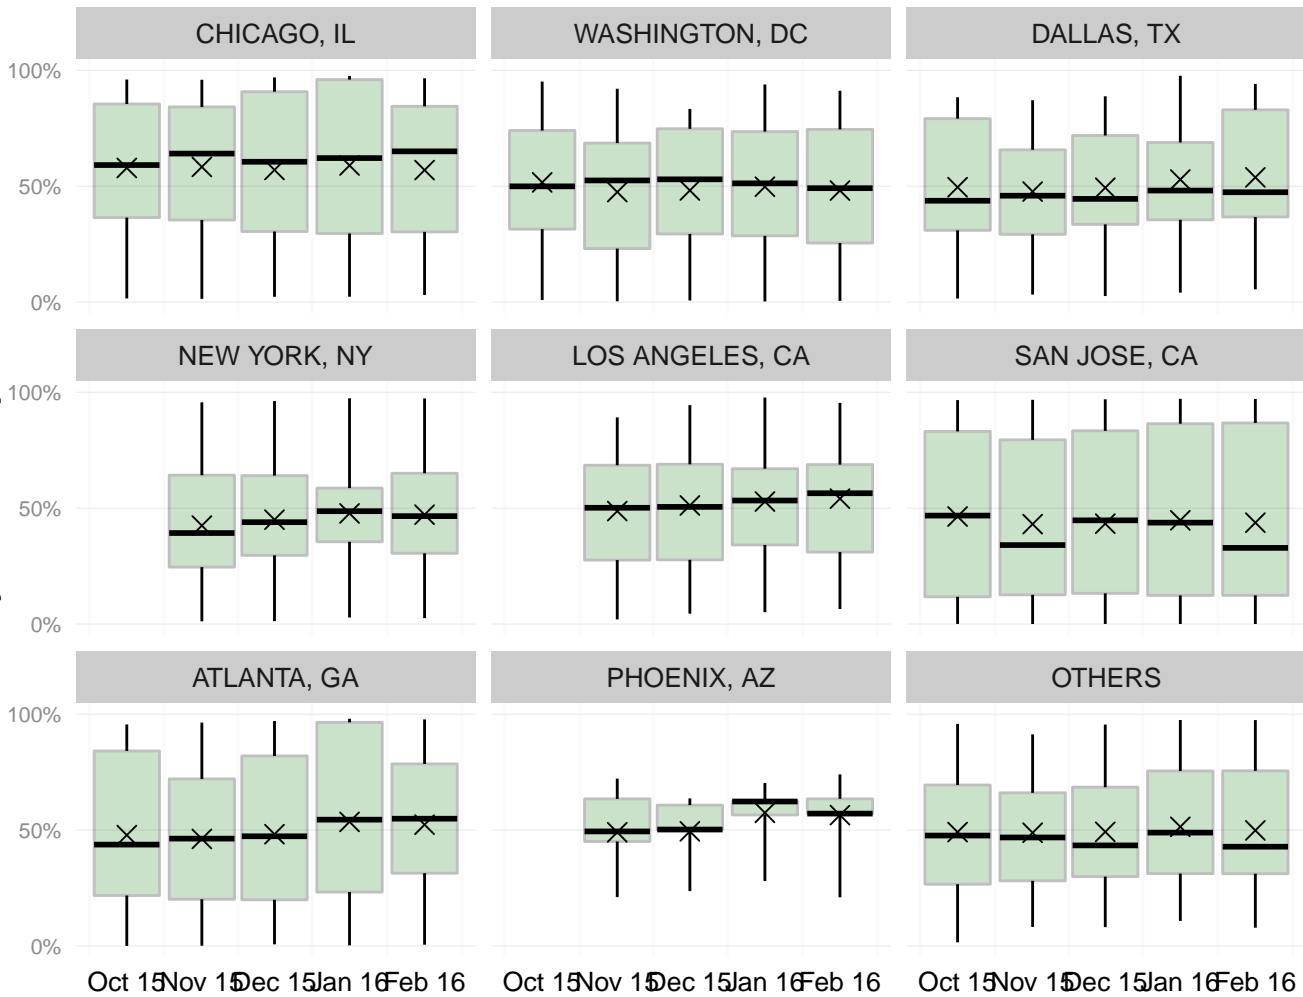 CHICAGO, IL WASHINGTON, DC DALLAS, TX
100%
50%
0%
NEW YORK, NY LOS ANGELES, CA SAN JOSE, CA
100%
50%
0%
ATLANTA, GA PHOENIX, AZ OTHERS
100%
50%
0%
Oct 15 Nov 15 Dec 15 Jan 16 Feb 16 Oct 15 Nov 15 Dec 15 Jan 16 Feb 16 Oct 15 Nov 15 Dec 15 Jan 16 Feb 16